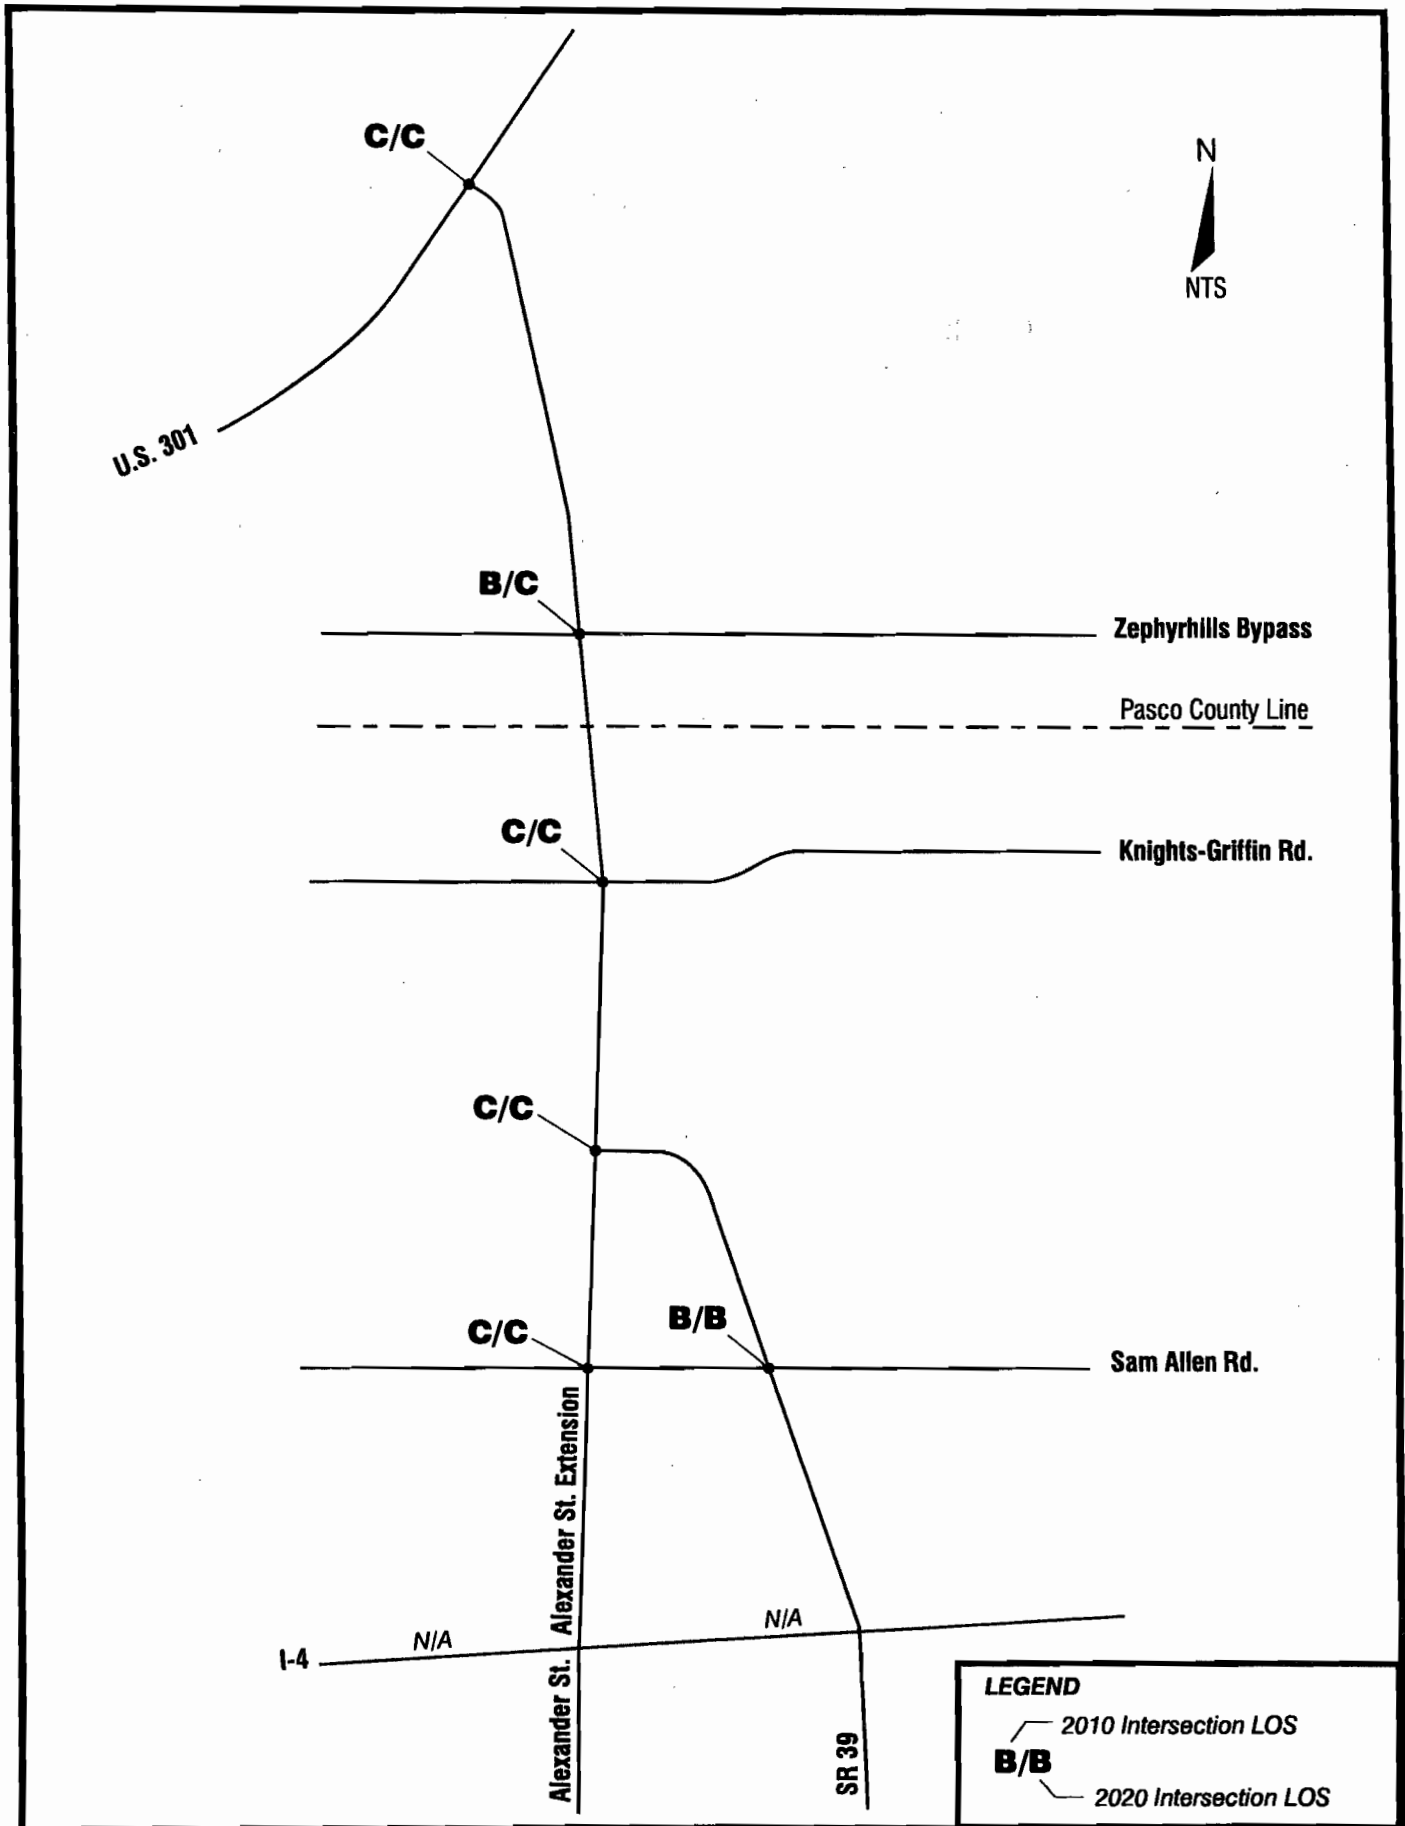 C/C
N
NTS
U.S. 301
B/C
Zephyrhills Bypass
Pasco County Line
C/C
Knights-Griffin Rd.
C/C
C/C
B/B
Sam Allen Rd.
Alexander St. Extension
N/A
N/A
I-4
Alexander St.
SR 39
LEGEND
2010 Intersection LOS
B/B
2020 Intersection LOS